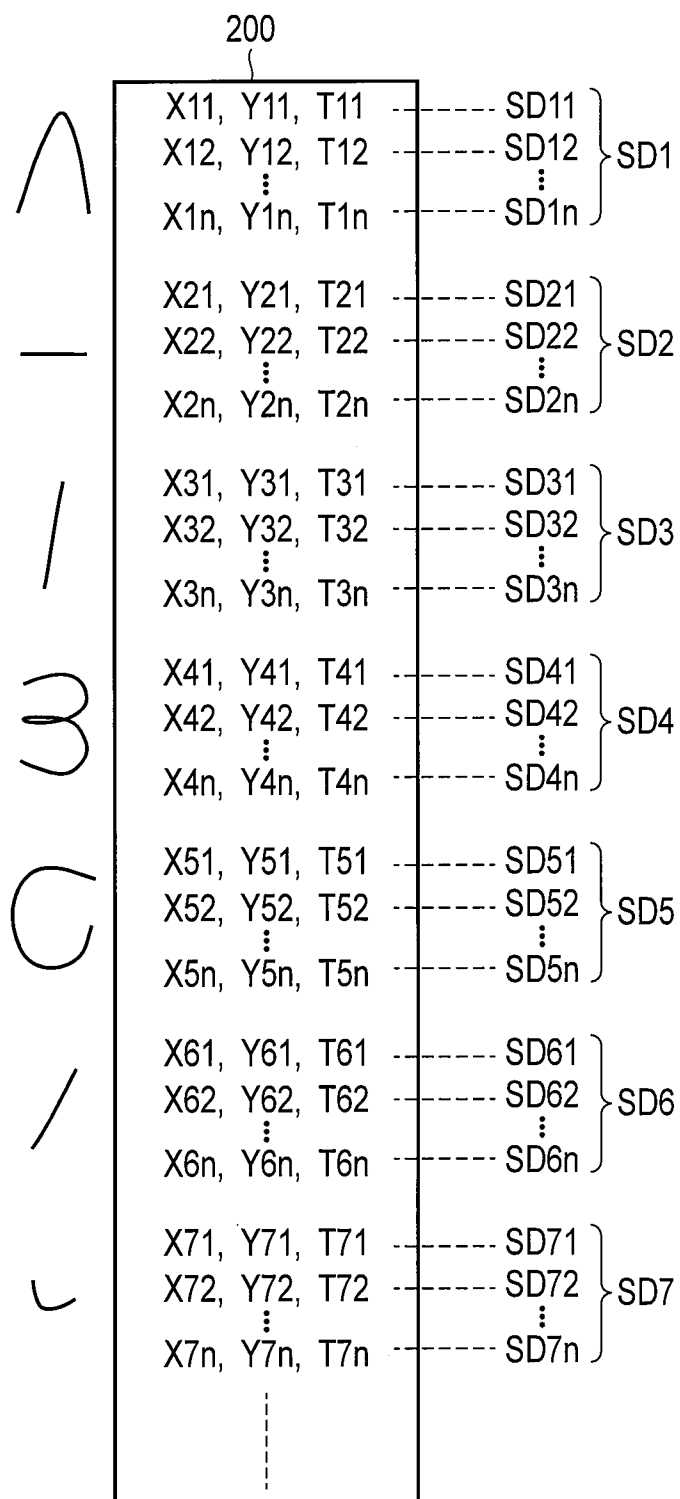 200
X11, Y11, T11 SD11
X12, Y12, T12 SD12 SD1
X1n, Y1n, T1n SD1n
X21, Y21, T21 SD21
X22, Y22, T22 SD22 SD2
X2n, Y2n, T2n SD2n
X31, Y31, T31 SD31
X32, Y32, T32 SD32 SD3
X3n, Y3n, T3n SD3n
X41, Y41, T41 SD41
X42, Y42, T42 SD42 SD4
X4n, Y4n, T4n SD4n
X51, Y51, T51 SD51
X52, Y52, T52 SD52 SD5
X5n, Y5n, T5n SD5n
X61, Y61, T61 SD61
X62, Y62, T62 SD62 SD6
X6n, Y6n, T6n SD6n
X71, Y71, T71 SD71
X72, Y72, T72 SD72 SD7
X7n, Y7n, T7n SD7n